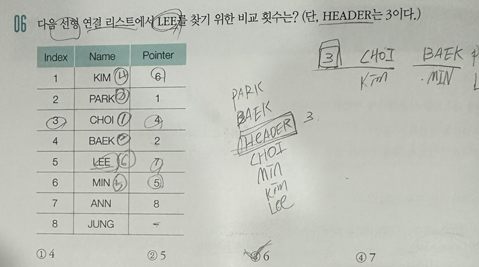 06 다음 선형 연결 리스트에서 LEE를 찾기 위한 비교 횟수는? (단, HEADER는 3이다.)
Index Name Pointer
1 KIM ④ 6
2 PARK ③ 1
3 CHOI ① 4
4 BAEK ② 2
5 LEE ⑥ 7
6 MIN ⑤ 5
7 ANN 8
8 JUNG -
3 CHOI BAEK
Kim MIN
PARK
BAEK
HEADER 3
CHOI
Min
Kim
Lee
① 4 ② 5 ③ 6 ④ 7